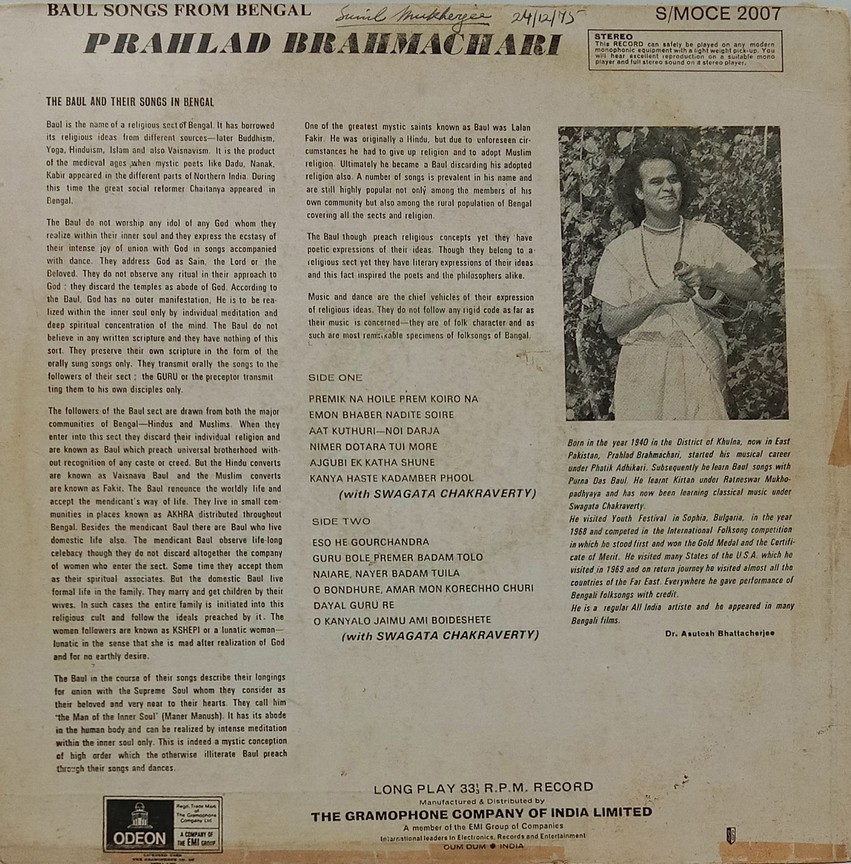 BAUL SONGS FROM BENGAL
Sunil Mukherjee 24/12/75
S/MOCE 2007
PRAHLAD BRAHMACHARI
STEREO
This RECORD can safely be played on any modern
monophonic equipment with a light weight pick-up. You
will hear excellent reproduction on a suitable mono
player and full stereo sound on a stereo player.
THE BAUL AND THEIR SONGS IN BENGAL
Baul is the name of a religious sect of Bengal. It has borrowed
its religious ideas from different sources—later Buddhism,
Yoga, Hinduism, Islam and also Vaisnavism. It is the product
of the medieval ages when mystic poets like Dadu, Nanak,
Kabir appeared in the different parts of Northern India. During
this time the great social reformer Chaitanya appeared in
Bengal.
The Baul do not worship any idol of any God whom they
realize within their inner soul and they express the ecstasy of
their intense joy of union with God in songs accompanied
with dance. They address God as Sain, the Lord or the
Beloved. They do not observe any ritual in their approach to
God ; they discard the temples as abode of God. According to
the Baul, God has no outer manifestation. He is to be rea-
lized within the inner soul only by individual meditation and
deep spiritual concentration of the mind. The Baul do not
believe in any written scripture and they have nothing of this
sort. They preserve their own scripture in the form of the
orally sung songs only. They transmit orally the songs to the
followers of their sect ; the GURU or the preceptor transmit
ting them to his own disciples only.
The followers of the Baul sect are drawn from both the major
communities of Bengal—Hindus and Muslims. When they
enter into this sect they discard their individual religion and
are known as Baul which preach universal brotherhood with-
out recognition of any caste or creed. But the Hindu converts
are known as Vaisnava Baul and the Muslim converts
are known as Fakir. The Baul renounce the worldly life and
accept the mendicant's way of life. They live in small com-
munities in places known as AKHRA distributed throughout
Bengal. Besides the mendicant Baul there are Baul who live
domestic life also. The mendicant Baul observe life-long
celebacy though they do not discard altogether the company
of women who enter the sect. Some time they accept them
as their spiritual associates. But the domestic Baul live
formal life in the family. They marry and get children by their
wives. In such cases the entire family is initiated into this
religious cult and follow the ideals preached by it. The
women followers are known as KSHEPI or a lunatic woman—
lunatic in the sense that she is mad after realization of God
and for no earthly desire.
The Baul in the course of their songs describe their longings
for union with the Supreme Soul whom they consider as
their beloved and very near to their hearts. They call him
"the Man of the Inner Soul" (Maner Manush). It has its abode
in the human body and can be realized by intense meditation
within the inner soul only. This is indeed a mystic conception
of high order which the otherwise illiterate Baul preach
through their songs and dances.
One of the greatest mystic saints known as Baul was Lalan
Fakir. He was originally a Hindu, but due to unforeseen cir-
cumstances he had to give up religion and to adopt Muslim
religion. Ultimately he became a Baul discarding his adopted
religion also. A number of songs is prevalent in his name and
are still highly popular not only among the members of his
own community but also among the rural population of Bengal
covering all the sects and religion.
The Baul though preach religious concepts yet they have
poetic expressions of their ideas. Though they belong to a
religious sect yet they have literary expressions of their ideas
and this fact inspired the poets and the philosophers alike.
Music and dance are the chief vehicles of their expression
of religious ideas. They do not follow any rigid code as far as
their music is concerned—they are of folk character and as
such are most remarkable specimens of folksongs of Bengal.
SIDE ONE
PREMIK NA HOILE PREM KOIRO NA
EMON BHABER NADITE SOIRE
AAT KUTHURI—NOI DARJA
NIMER DOTARA TUI MORE
AJGUBI EK KATHA SHUNE
KANYA HASTE KADAMBER PHOOL
(with SWAGATA CHAKRAVERTY)
SIDE TWO
ESO HE GOURCHANDRA
GURU BOLE PREMER BADAM TOLO
NAIARE, NAYER BADAM TUILA
O BONDHURE, AMAR MON KORECHHO CHURI
DAYAL GURU RE
O KANYALO JAIMU AMI BOIDESHETE
(with SWAGATA CHAKRAVERTY)
Born in the year 1940 in the District of Khulna, now in East
Pakistan, Prahlad Brahmachari, started his musical career
under Phatik Adhikari. Subsequently he learn Baul songs with
Purna Das Baul. He learnt Kirtan under Ratneswar Mukho-
padhyaya and has now been learning classical music under
Swagata Chakraverty.
He visited Youth Festival in Sophia, Bulgaria, in the year
1968 and competed in the International Folksong competition
in which he stood first and won the Gold Medal and the Certifi-
cate of Merit. He visited many States of the U.S.A. which he
visited in 1969 and on return journey he visited almost all the
countries of the Far East. Everywhere he gave performance of
Bengali folksongs with credit.
He is a regular All India artiste and he appeared in many
Bengali films.
Dr. Asutosh Bhattacherjee
LONG PLAY 33⅓ R.P.M. RECORD
Manufactured & Distributed by
THE GRAMOPHONE COMPANY OF INDIA LIMITED
A member of the EMI Group of Companies
International leaders in Electronics, Records and Entertainment
DUM DUM ● INDIA
ODEON
Regd. Trade Mark
of The
Gramophone
Company Ltd
A COMPANY OF
THE EMI GROUP